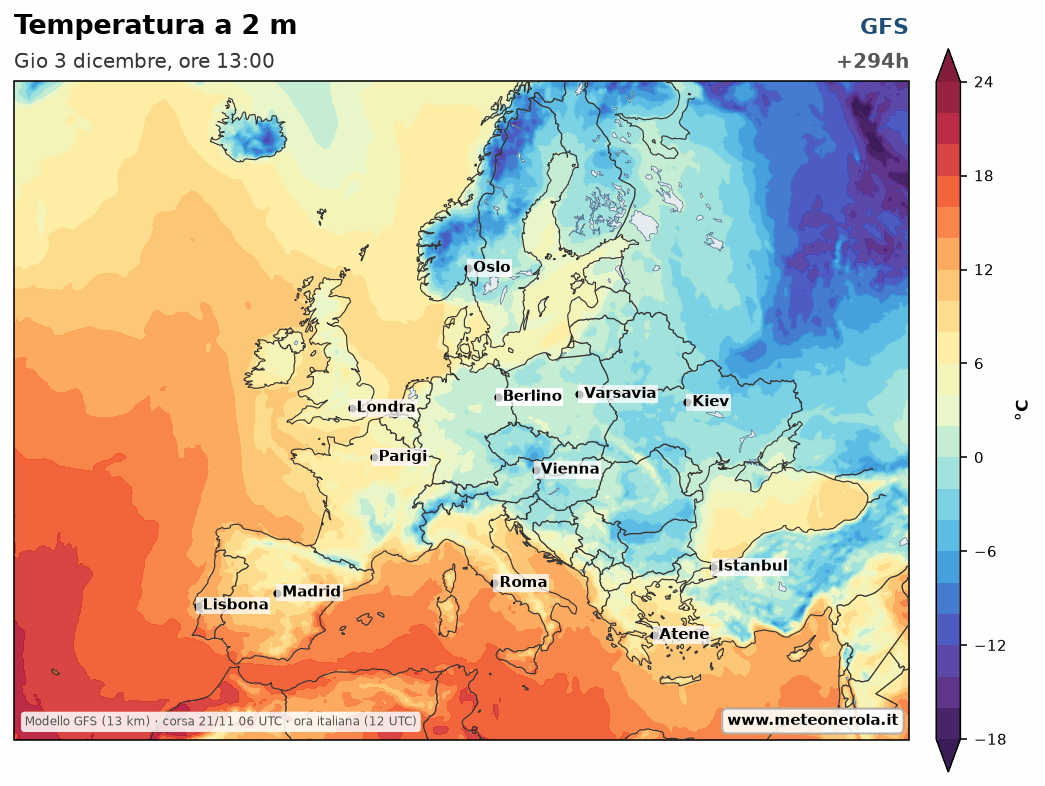 Temperatura a 2 m
GFS
Gio 3 dicembre, ore 13:00
+294h
24
18
12
6
0
−6
−12
−18
°C
Oslo
Londra
Berlino
Varsavia
Kiev
Parigi
Vienna
Istanbul
Roma
Madrid
Lisbona
Atene
Modello GFS (13 km) · corsa 21/11 06 UTC · ora italiana (12 UTC)
www.meteonerola.it